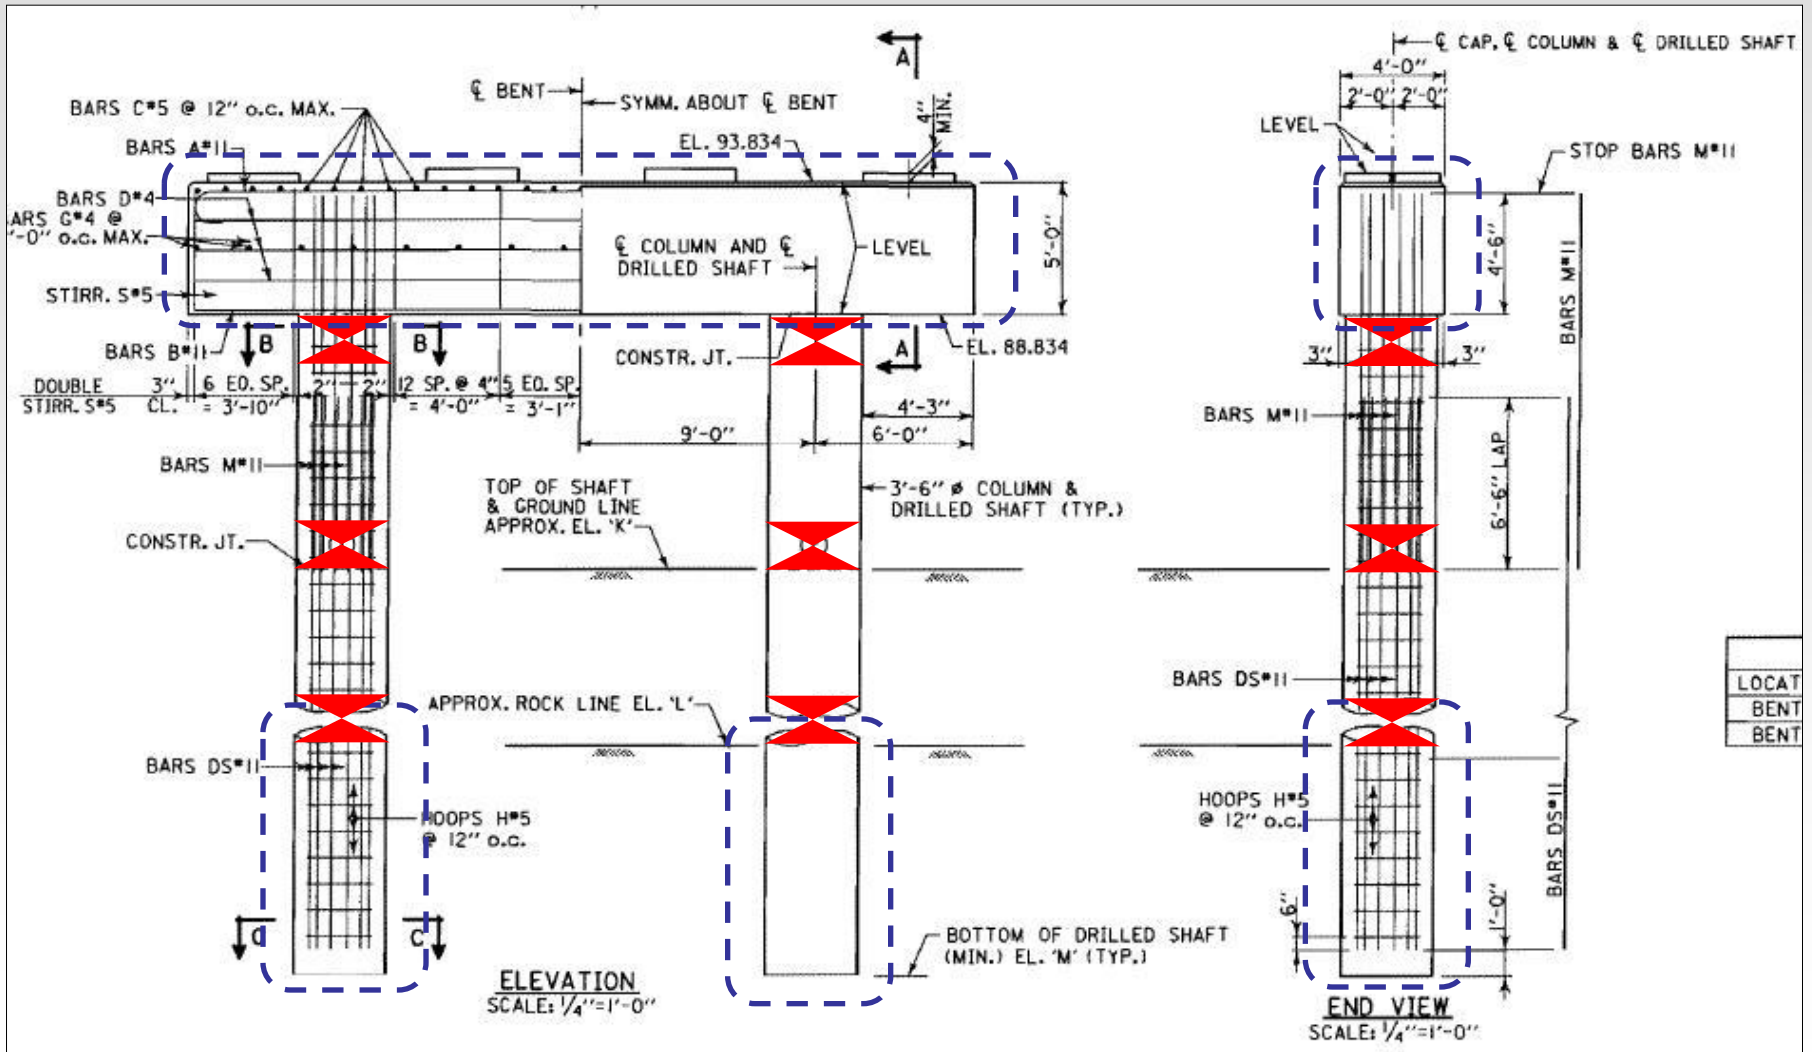 A
℄ CAP, ℄ COLUMN & ℄ DRILLED SHAFT
4'-0"
2'-0" 2'-0"
℄ BENT
SYMM. ABOUT ℄ BENT
BARS C#5 @ 12" o.c. MAX.
4"
MIN.
LEVEL
EL. 93.834
BARS A#11
STOP BARS M#11
BARS D#4
ARS G#4 @
'-0" o.c. MAX.
℄ COLUMN AND ℄
DRILLED SHAFT
LEVEL
5'-0"
4'-6"
BARS M#11
STIRR. S#5
B
B
BARS B#11
CONSTR. JT.
A
EL. 88.834
3"
3"
DOUBLE
STIRR. S#5
3"
CL.
6 EQ. SP.
= 3'-10"
2"
2"
12 SP. @ 4"
= 4'-0"
5 EQ. SP.
= 3'-1"
4'-3"
9'-0"
6'-0"
BARS M#11
BARS M#11
6'-6" LAP
TOP OF SHAFT
& GROUND LINE
APPROX. EL. 'K'
3'-6" ø COLUMN &
DRILLED SHAFT (TYP.)
CONSTR. JT.
BARS DS#11
APPROX. ROCK LINE EL. 'L'
LOCAT
BENT
BENT
BARS DS#11
HOOPS H#5
@ 12" o.c.
HOOPS H#5
@ 12" o.c.
BARS DS#11
6"
1'-0"
C
C
BOTTOM OF DRILLED SHAFT
(MIN.) EL. 'M' (TYP.)
ELEVATION
SCALE: 1/4"=1'-0"
END VIEW
SCALE: 1/4"=1'-0"